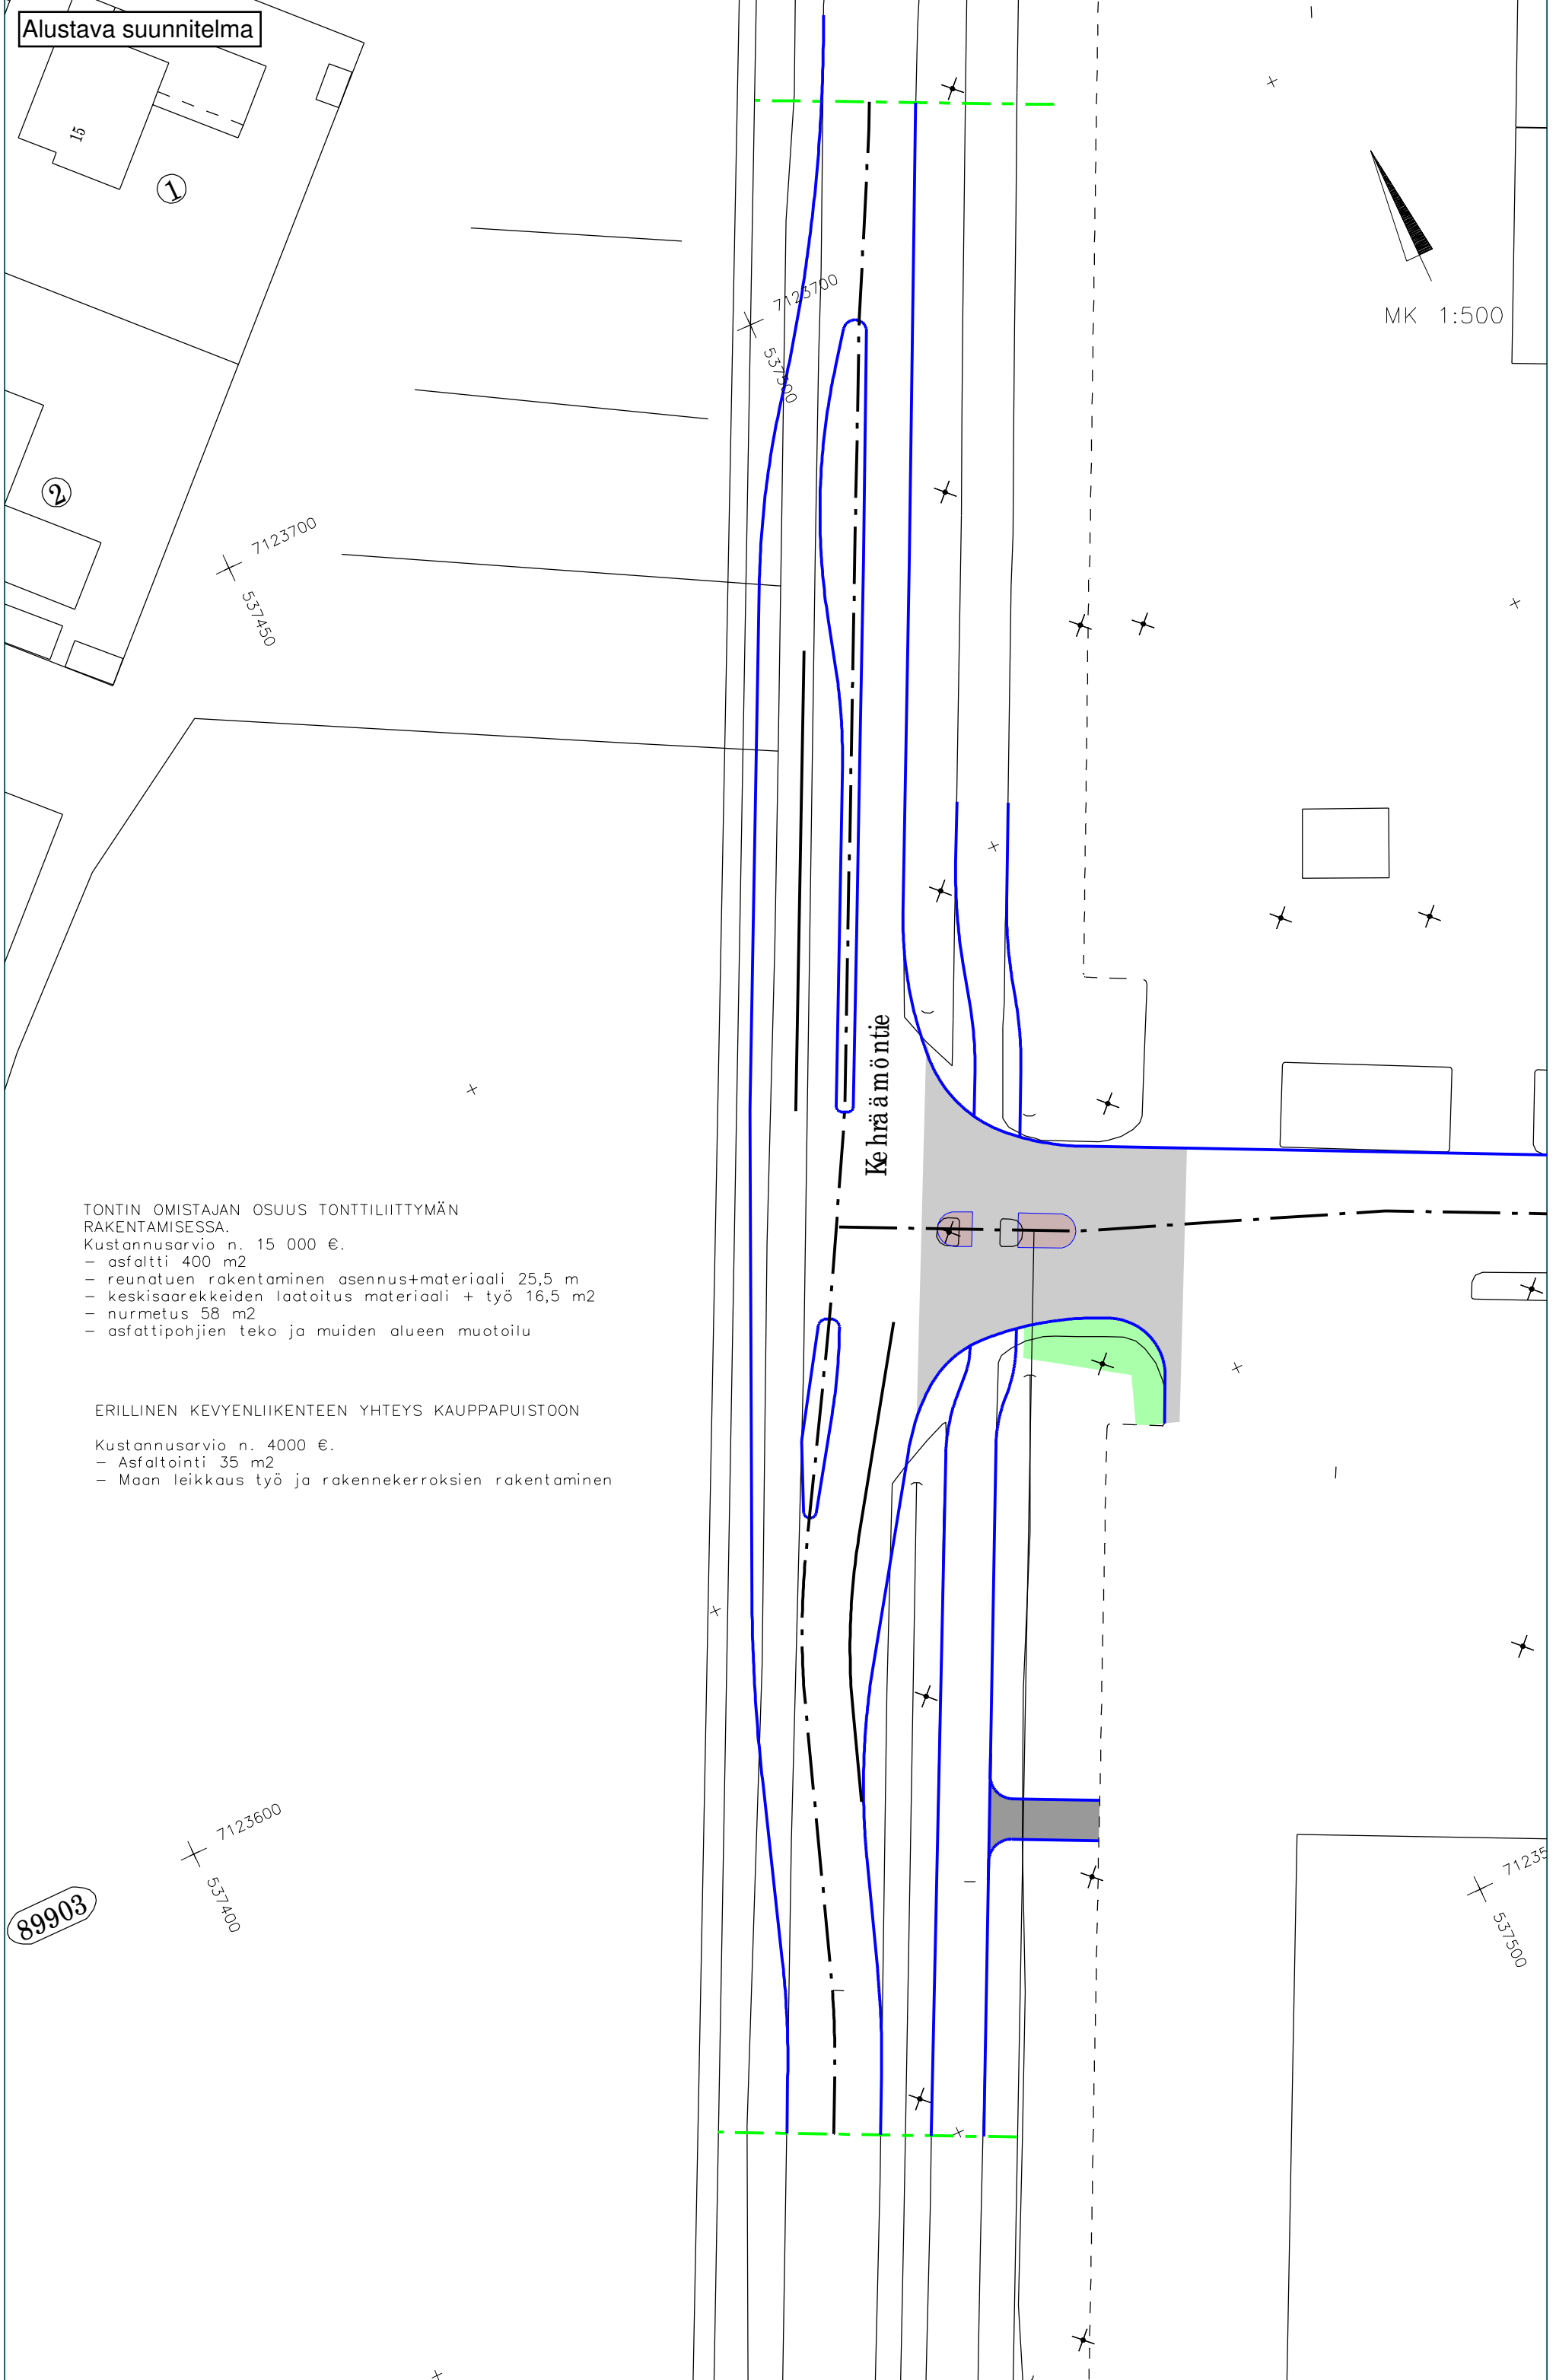 Alustava suunnitelma
15
1
7123700
537500
MK 1:500
2
7123700
537450
Kehräämöntie
TONTIN OMISTAJAN OSUUS TONTTILIITTYMÄN
RAKENTAMISESSA.
Kustannusarvio n. 15 000 €.
– asfaltti 400 m2
– reunatuen rakentaminen asennus+materiaali 25,5 m
– keskisaarekkeiden laatoitus materiaali + työ 16,5 m2
– nurmetus 58 m2
– asfattipohjien teko ja muiden alueen muotoilu
ERILLINEN KEVYENLIIKENTEEN YHTEYS KAUPPAPUISTOON
Kustannusarvio n. 4000 €.
– Asfaltointi 35 m2
– Maan leikkaus työ ja rakennekerroksien rakentaminen
7123600
537400
89903
71235
537500